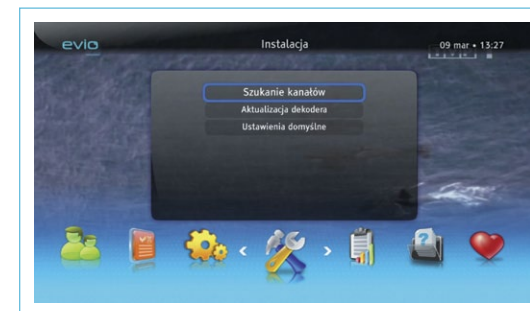 evio
Instalacja
09 mar • 13:27
Szukanie kanałów
Aktualizacja dekodera
Ustawienia domyślne